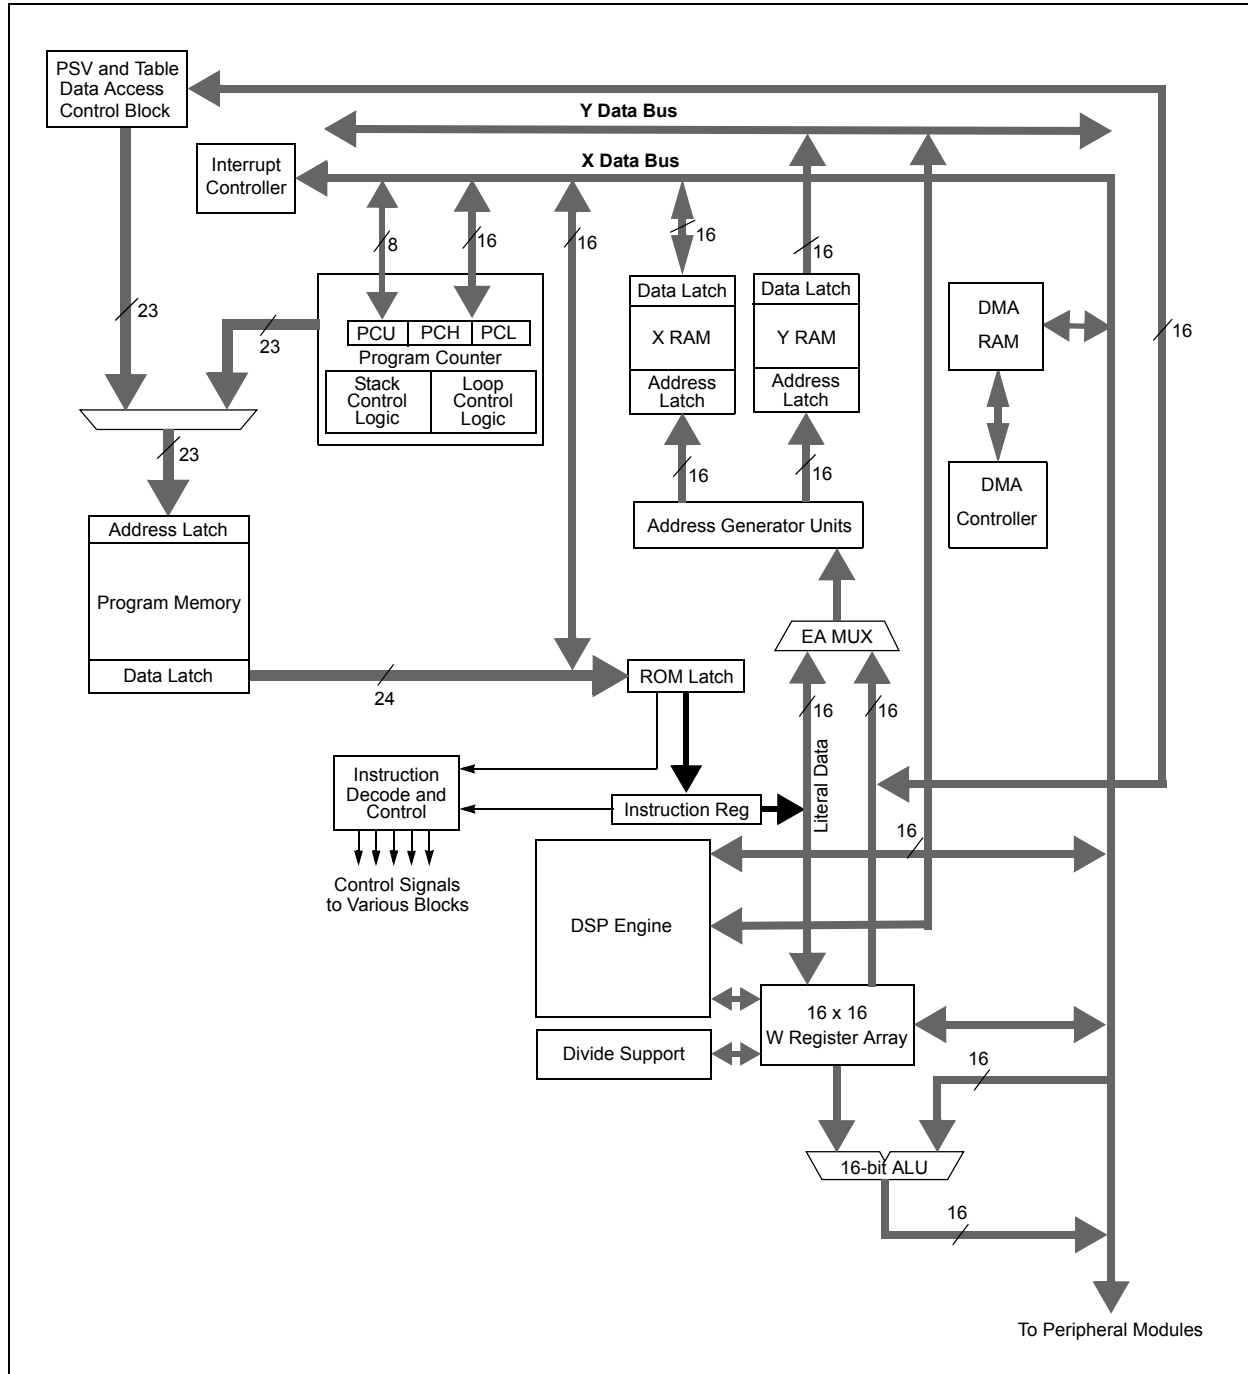 PSV and Table
Data Access
Control Block
Y Data Bus
X Data Bus
Interrupt
Controller
8
16
16
16
16
23
23
16
PCU
PCH
PCL
Program Counter
Stack
Control
Logic
Loop
Control
Logic
Data Latch
X RAM
Address
Latch
Data Latch
Y RAM
Address
Latch
DMA
RAM
23
16
16
DMA
Controller
Address Latch
Program Memory
Data Latch
Address Generator Units
EA MUX
24
ROM Latch
16
16
Literal Data
Instruction
Decode and
Control
Instruction Reg
Control Signals
to Various Blocks
16
DSP Engine
16 x 16
W Register Array
Divide Support
16
16-bit ALU
16
To Peripheral Modules